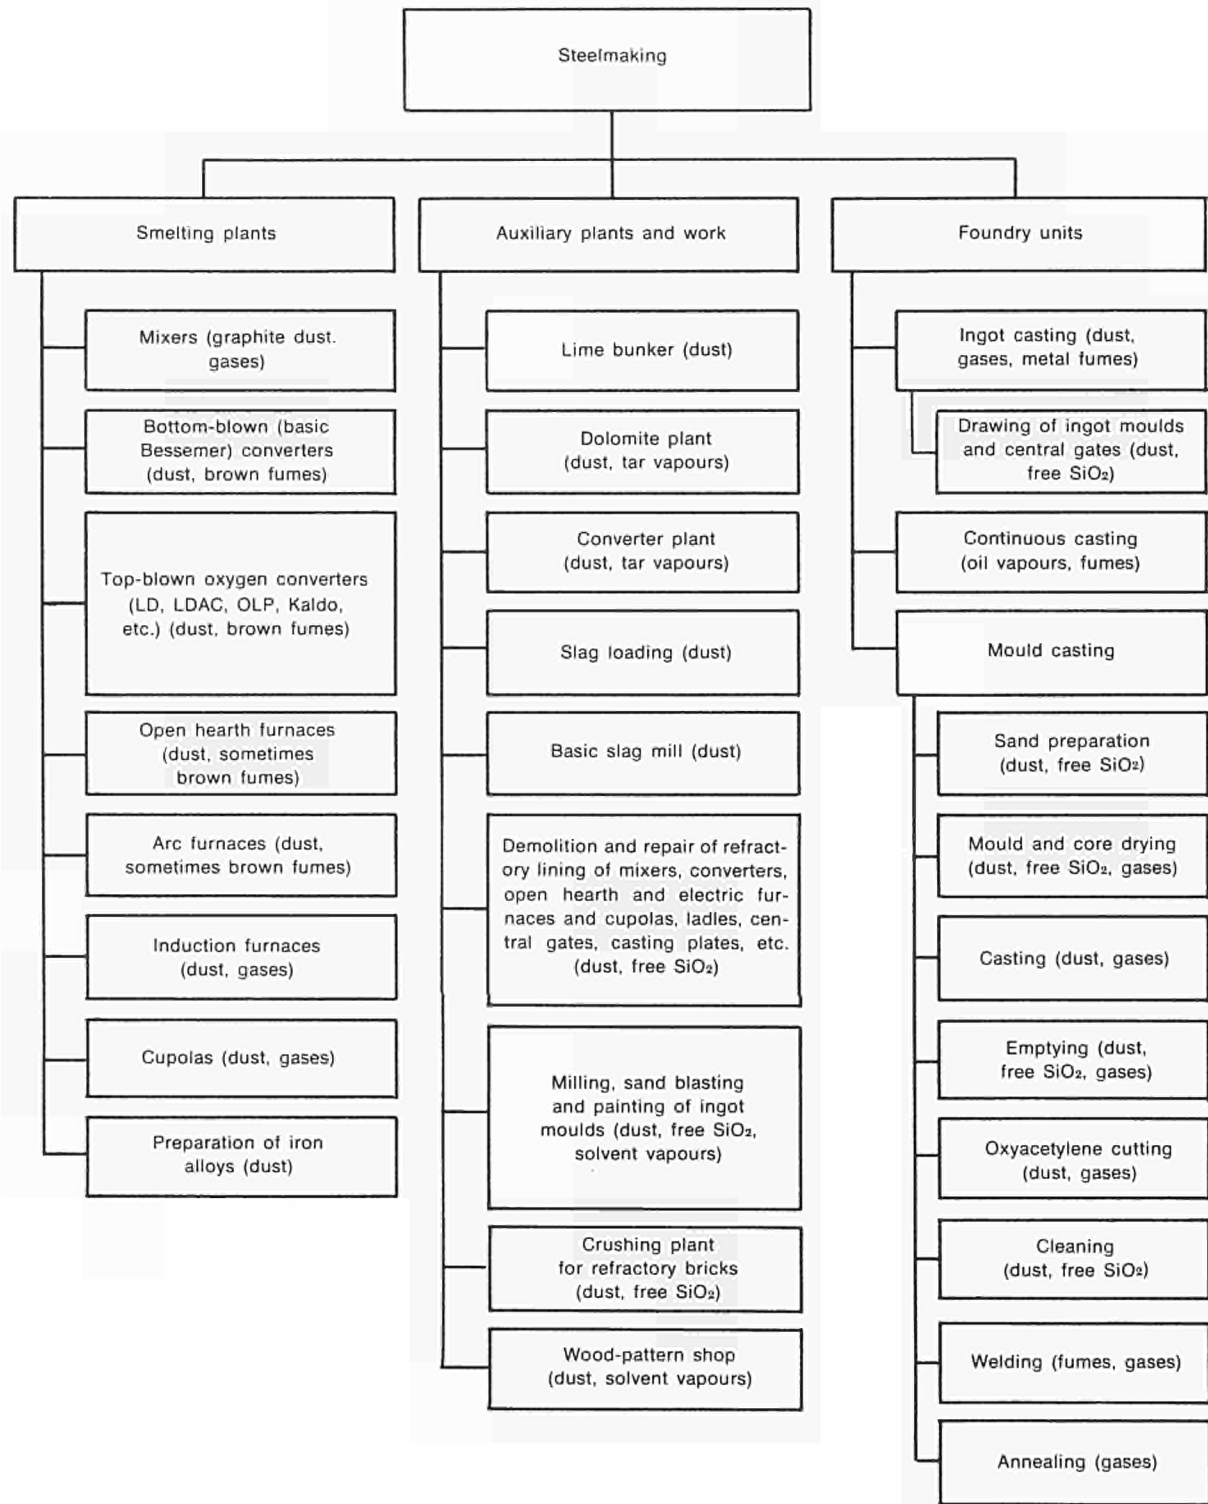 Steelmaking
Smelting plants
Mixers (graphite dust.
gases)
Bottom-blown (basic
Bessemer) converters
(dust, brown fumes)
Top-blown oxygen converters
(LD, LDAC, OLP, Kaldo,
etc.) (dust, brown fumes)
Open hearth furnaces
(dust, sometimes
brown fumes)
Arc furnaces (dust,
sometimes brown fumes)
Induction furnaces
(dust, gases)
Cupolas (dust, gases)
Preparation of iron
alloys (dust)
Auxiliary plants and work
Lime bunker (dust)
Dolomite plant
(dust, tar vapours)
Converter plant
(dust, tar vapours)
Slag loading (dust)
Basic slag mill (dust)
Demolition and repair of refract-
ory lining of mixers, converters,
open hearth and electric fur-
naces and cupolas, ladles, cen-
tral gates, casting plates, etc.
(dust, free SiO₂)
Milling, sand blasting
and painting of ingot
moulds (dust, free SiO₂,
solvent vapours)
Crushing plant
for refractory bricks
(dust, free SiO₂)
Wood-pattern shop
(dust, solvent vapours)
Foundry units
Ingot casting (dust,
gases, metal fumes)
Drawing of ingot moulds
and central gates (dust,
free SiO₂)
Continuous casting
(oil vapours, fumes)
Mould casting
Sand preparation
(dust, free SiO₂)
Mould and core drying
(dust, free SiO₂, gases)
Casting (dust, gases)
Emptying (dust,
free SiO₂, gases)
Oxyacetylene cutting
(dust, gases)
Cleaning
(dust, free SiO₂)
Welding (fumes, gases)
Annealing (gases)